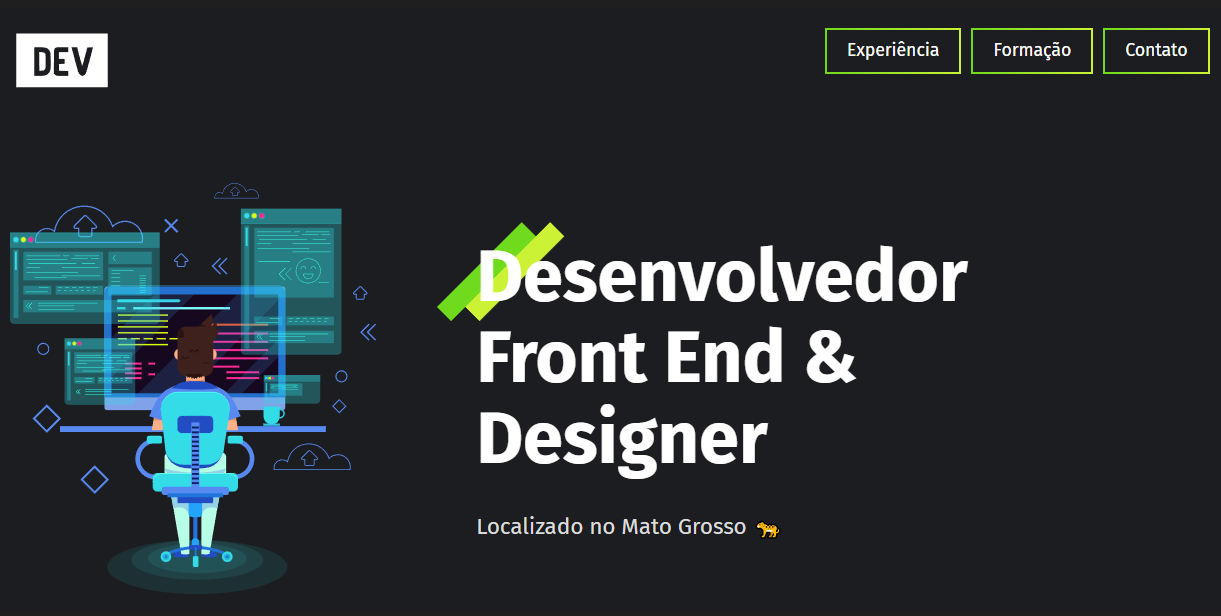 DEV
Experiência
Formação
Contato
Desenvolvedor
Front End &
Designer
Localizado no Mato Grosso 🐆